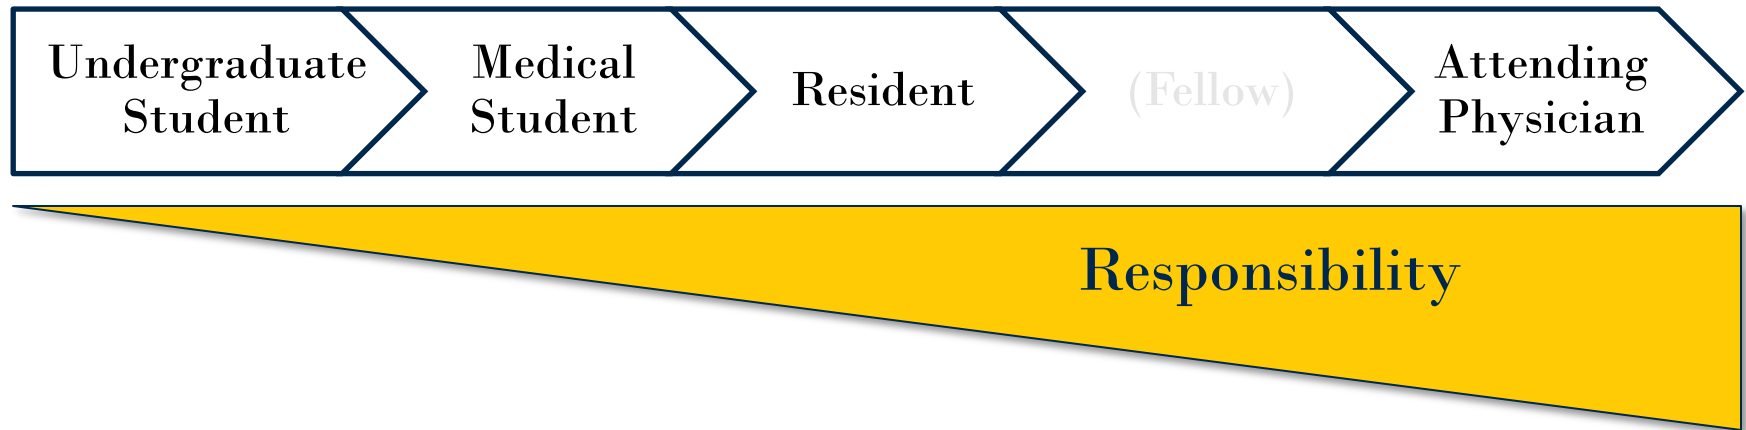 Undergraduate
Student
Medical
Student
Resident
(Fellow)
Attending
Physician
Responsibility